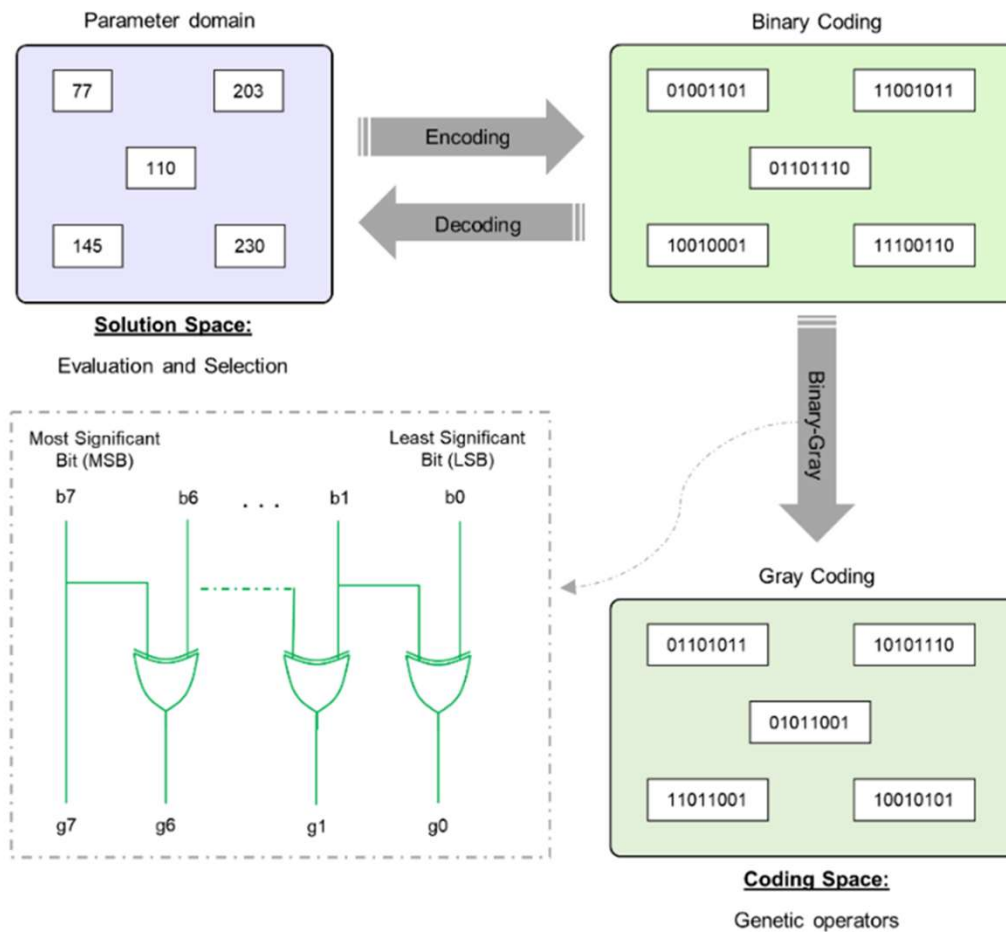 Parameter domain
77
203
110
145
230
Solution Space:
Evaluation and Selection
Encoding
Decoding
Binary Coding
01001101
11001011
01101110
10010001
11100110
Binary-Gray
Most Significant
Bit (MSB)
Least Significant
Bit (LSB)
b7
b6
. . .
b1
b0
g7
g6
g1
g0
Gray Coding
01101011
10101110
01011001
11011001
10010101
Coding Space:
Genetic operators